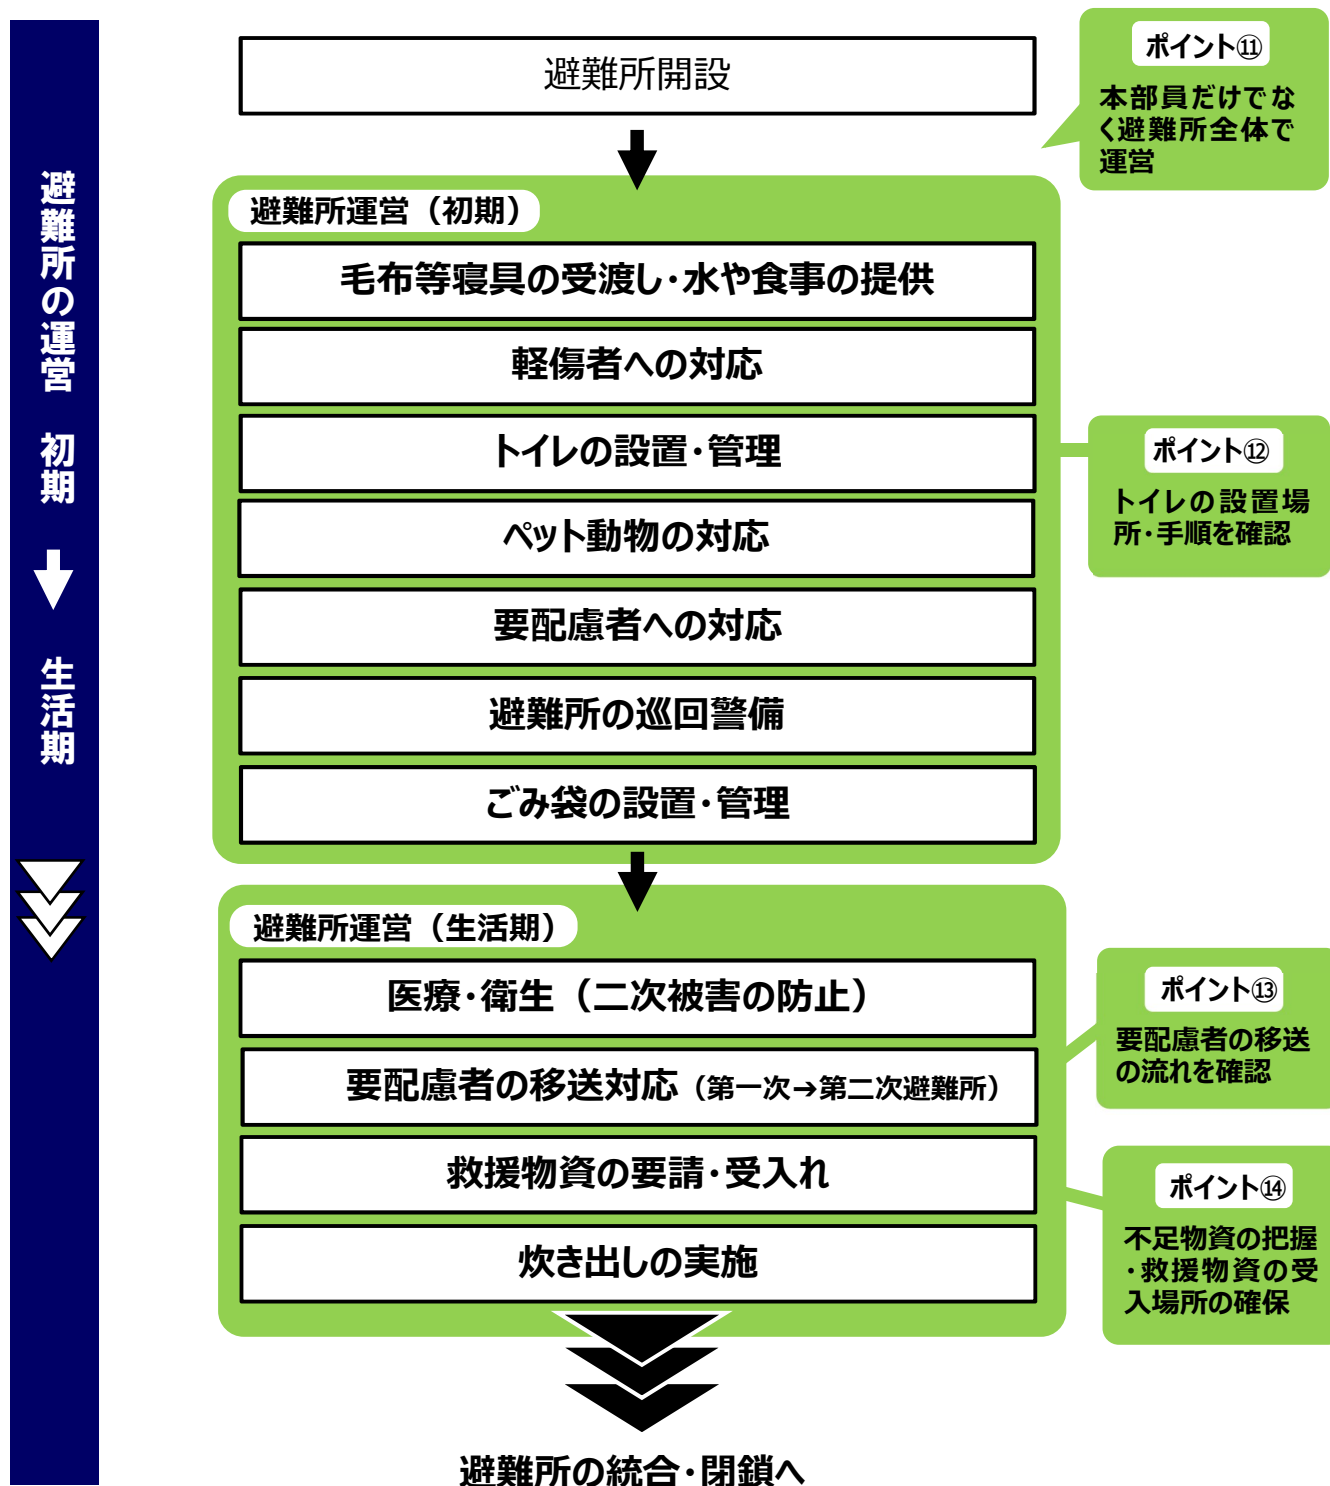 避難所の運営 初期
生活期
避難所開設
ポイント⑪
本部員だけでな
く避難所全体で
運営
避難所運営（初期）
毛布等寝具の受渡し・水や食事の提供
軽傷者への対応
トイレの設置・管理
ポイント⑫
トイレの設置場
所・手順を確認
ペット動物の対応
要配慮者への対応
避難所の巡回警備
ごみ袋の設置・管理
避難所運営（生活期）
医療・衛生（二次被害の防止）
要配慮者の移送対応（第一次→第二次避難所）
ポイント⑬
要配慮者の移送
の流れを確認
救援物資の要請・受入れ
ポイント⑭
不足物資の把握
・救援物資の受
入場所の確保
炊き出しの実施
避難所の統合・閉鎖へ